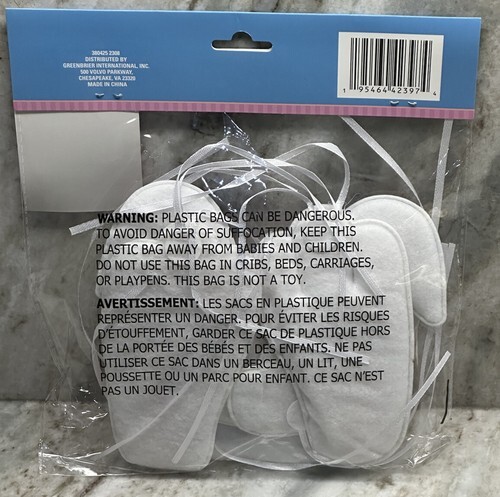 380425 2308
DISTRIBUTED BY
GREENBRIER INTERNATIONAL, INC.
500 VOLVO PARKWAY,
CHESAPEAKE, VA 23320
MADE IN CHINA
1 95464 42397 4
WARNING: PLASTIC BAGS CAN BE DANGEROUS.
TO AVOID DANGER OF SUFFOCATION, KEEP THIS
PLASTIC BAG AWAY FROM BABIES AND CHILDREN.
DO NOT USE THIS BAG IN CRIBS, BEDS, CARRIAGES,
OR PLAYPENS. THIS BAG IS NOT A TOY.
AVERTISSEMENT: LES SACS EN PLASTIQUE PEUVENT
REPRÉSENTER UN DANGER. POUR ÉVITER LES RISQUES
D'ÉTOUFFEMENT, GARDER CE SAC DE PLASTIQUE HORS
DE LA PORTÉE DES BÉBÉS ET DES ENFANTS. NE PAS
UTILISER CE SAC DANS UN BERCEAU, UN LIT, UNE
POUSSETTE OU UN PARC POUR ENFANT. CE SAC N'EST
PAS UN JOUET.